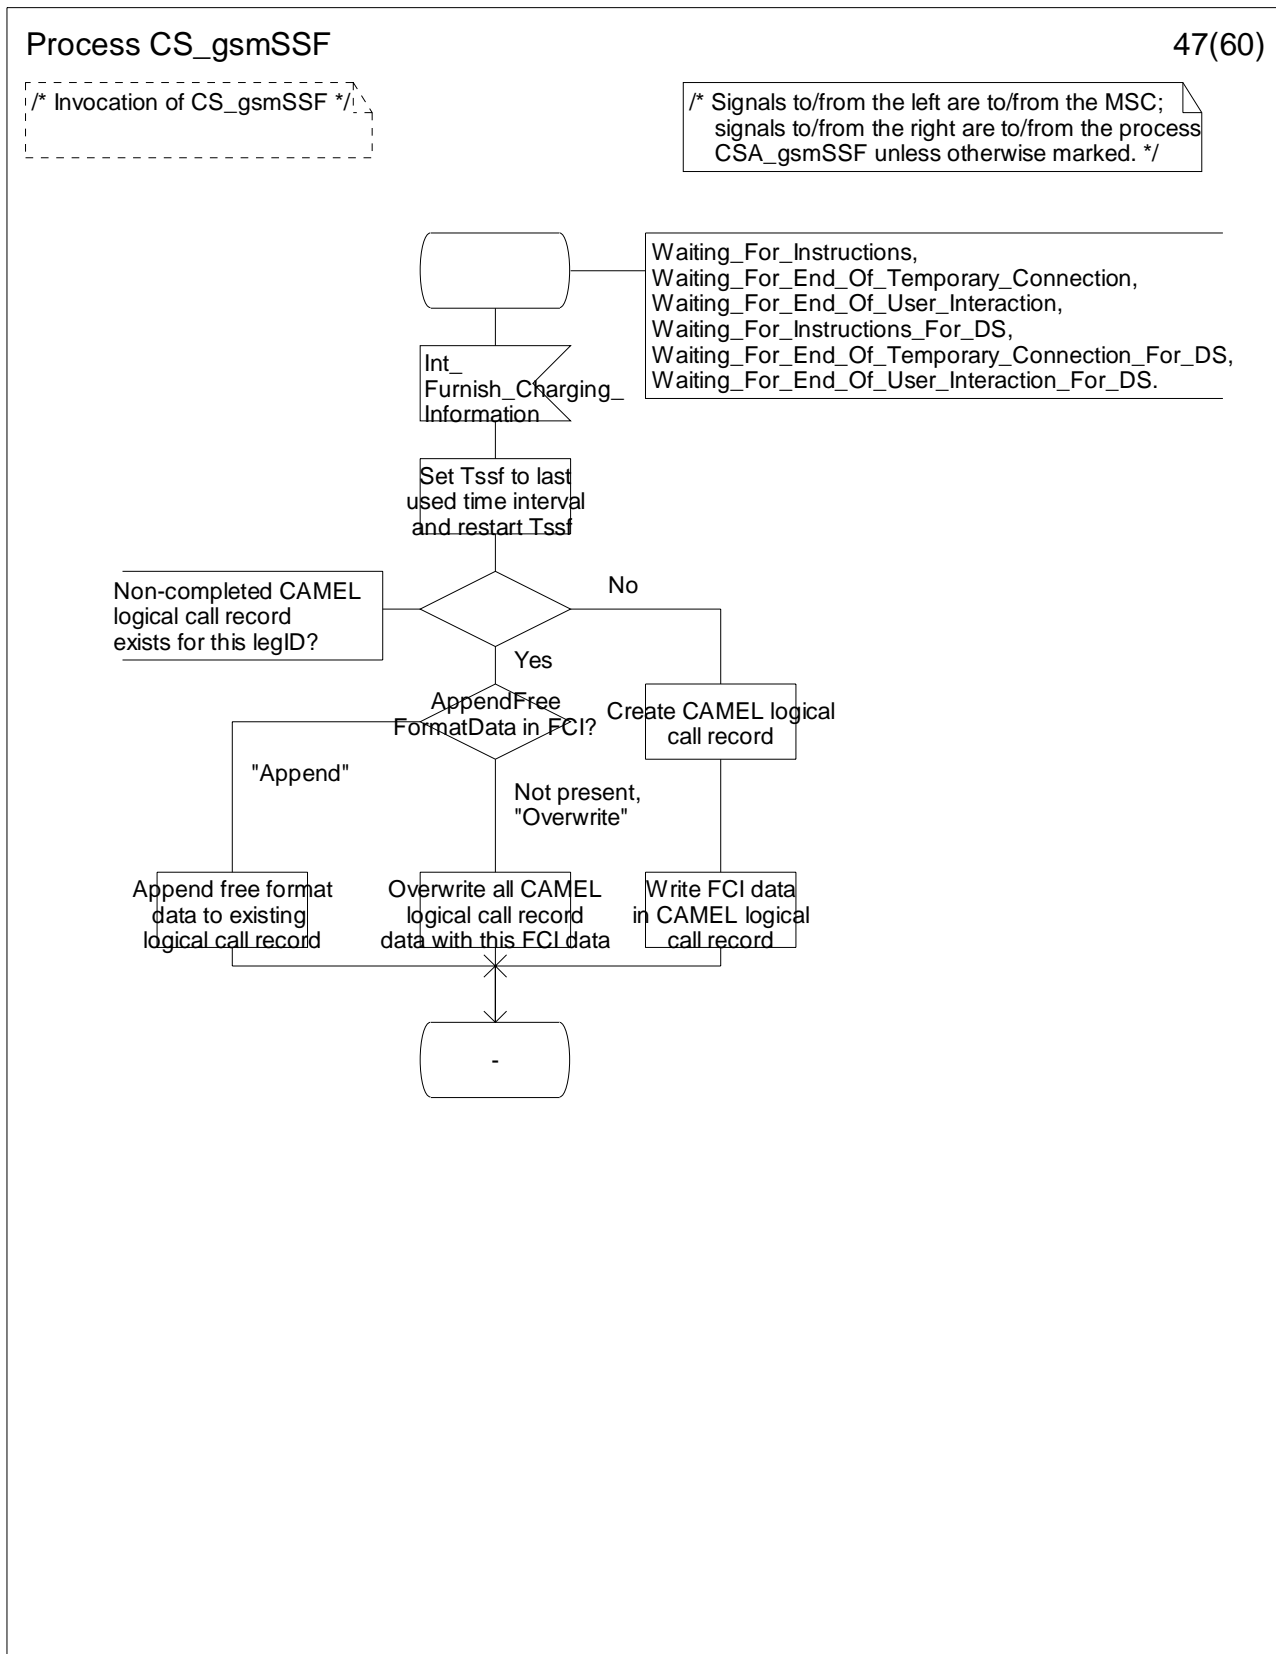 Process CS_gsmSSF
47(60)
/* Invocation of CS_gsmSSF */
/* Signals to/from the left are to/from the MSC;
signals to/from the right are to/from the process
CSA_gsmSSF unless otherwise marked. */
Waiting_For_Instructions,
Waiting_For_End_Of_Temporary_Connection,
Waiting_For_End_Of_User_Interaction,
Waiting_For_Instructions_For_DS,
Waiting_For_End_Of_Temporary_Connection_For_DS,
Waiting_For_End_Of_User_Interaction_For_DS.
Int_
Furnish_Charging_
Information
Set Tssf to last
used time interval
and restart Tssf
Non-completed CAMEL
logical call record
exists for this legID?
No
Yes
AppendFree
FormatData in FCI?
Create CAMEL logical
call record
"Append"
Not present,
"Overwrite"
Append free format
data to existing
logical call record
Overwrite all CAMEL
logical call record
data with this FCI data
Write FCI data
in CAMEL logical
call record
-